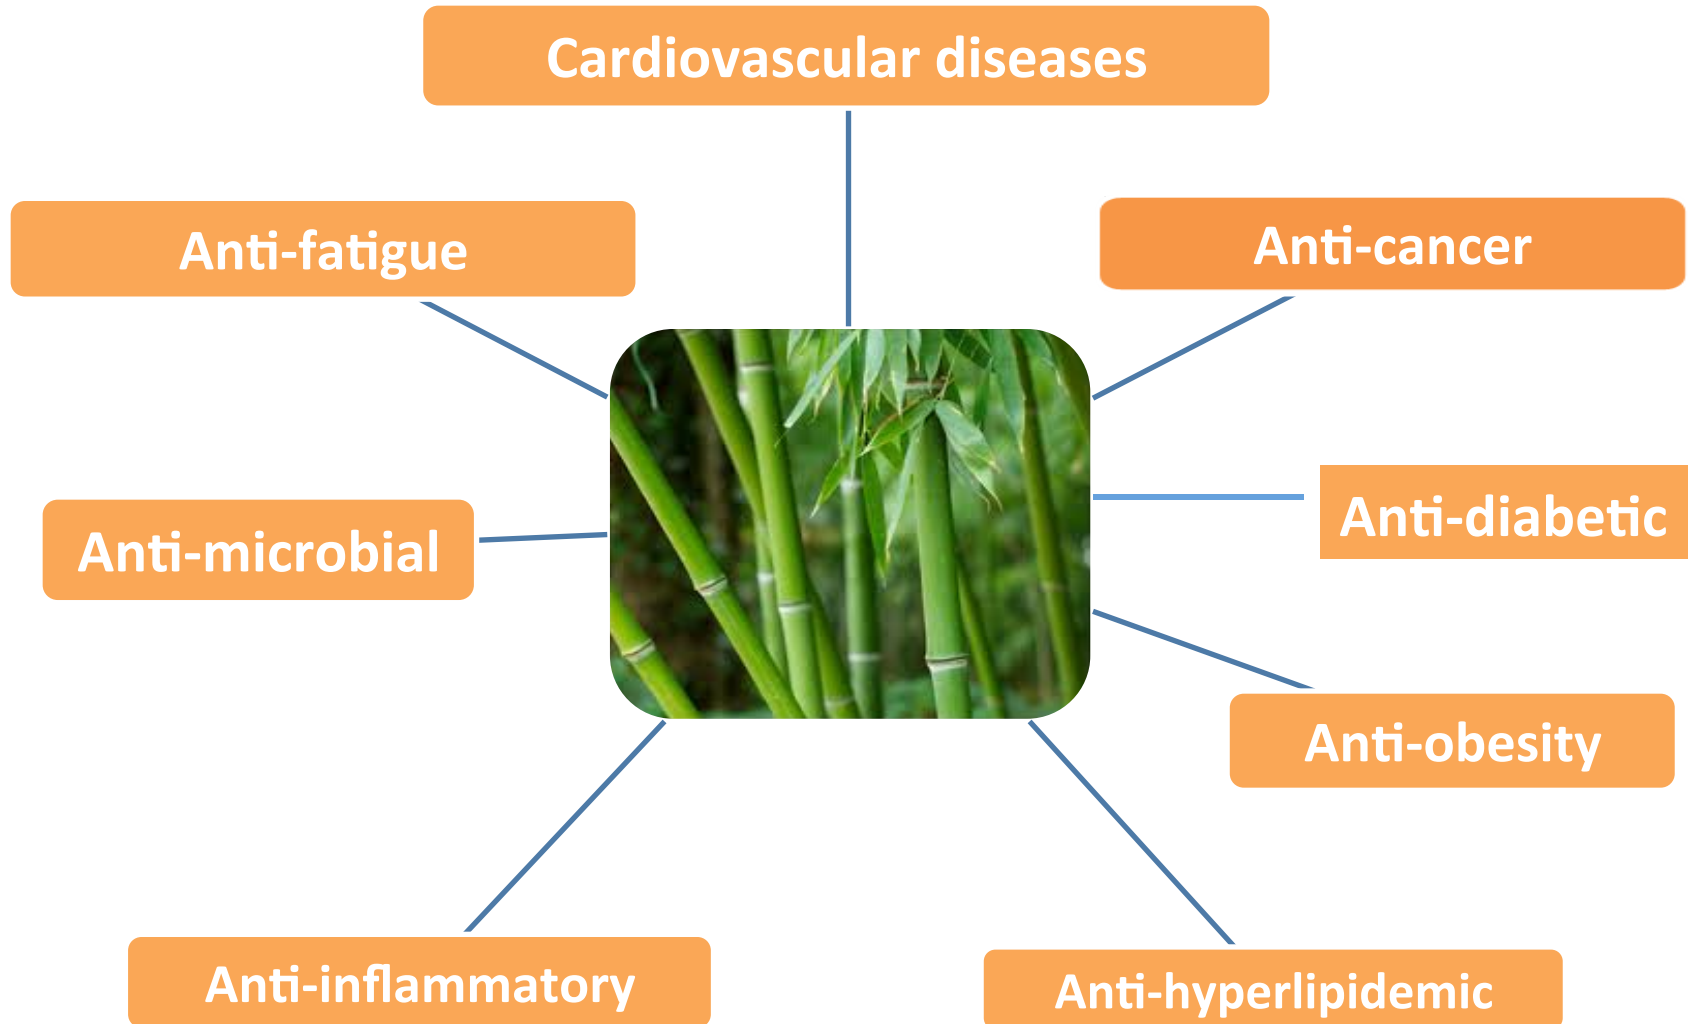 Cardiovascular diseases
Anti-fatigue
Anti-cancer
Anti-diabetic
Anti-microbial
Anti-obesity
Anti-inflammatory
Anti-hyperlipidemic